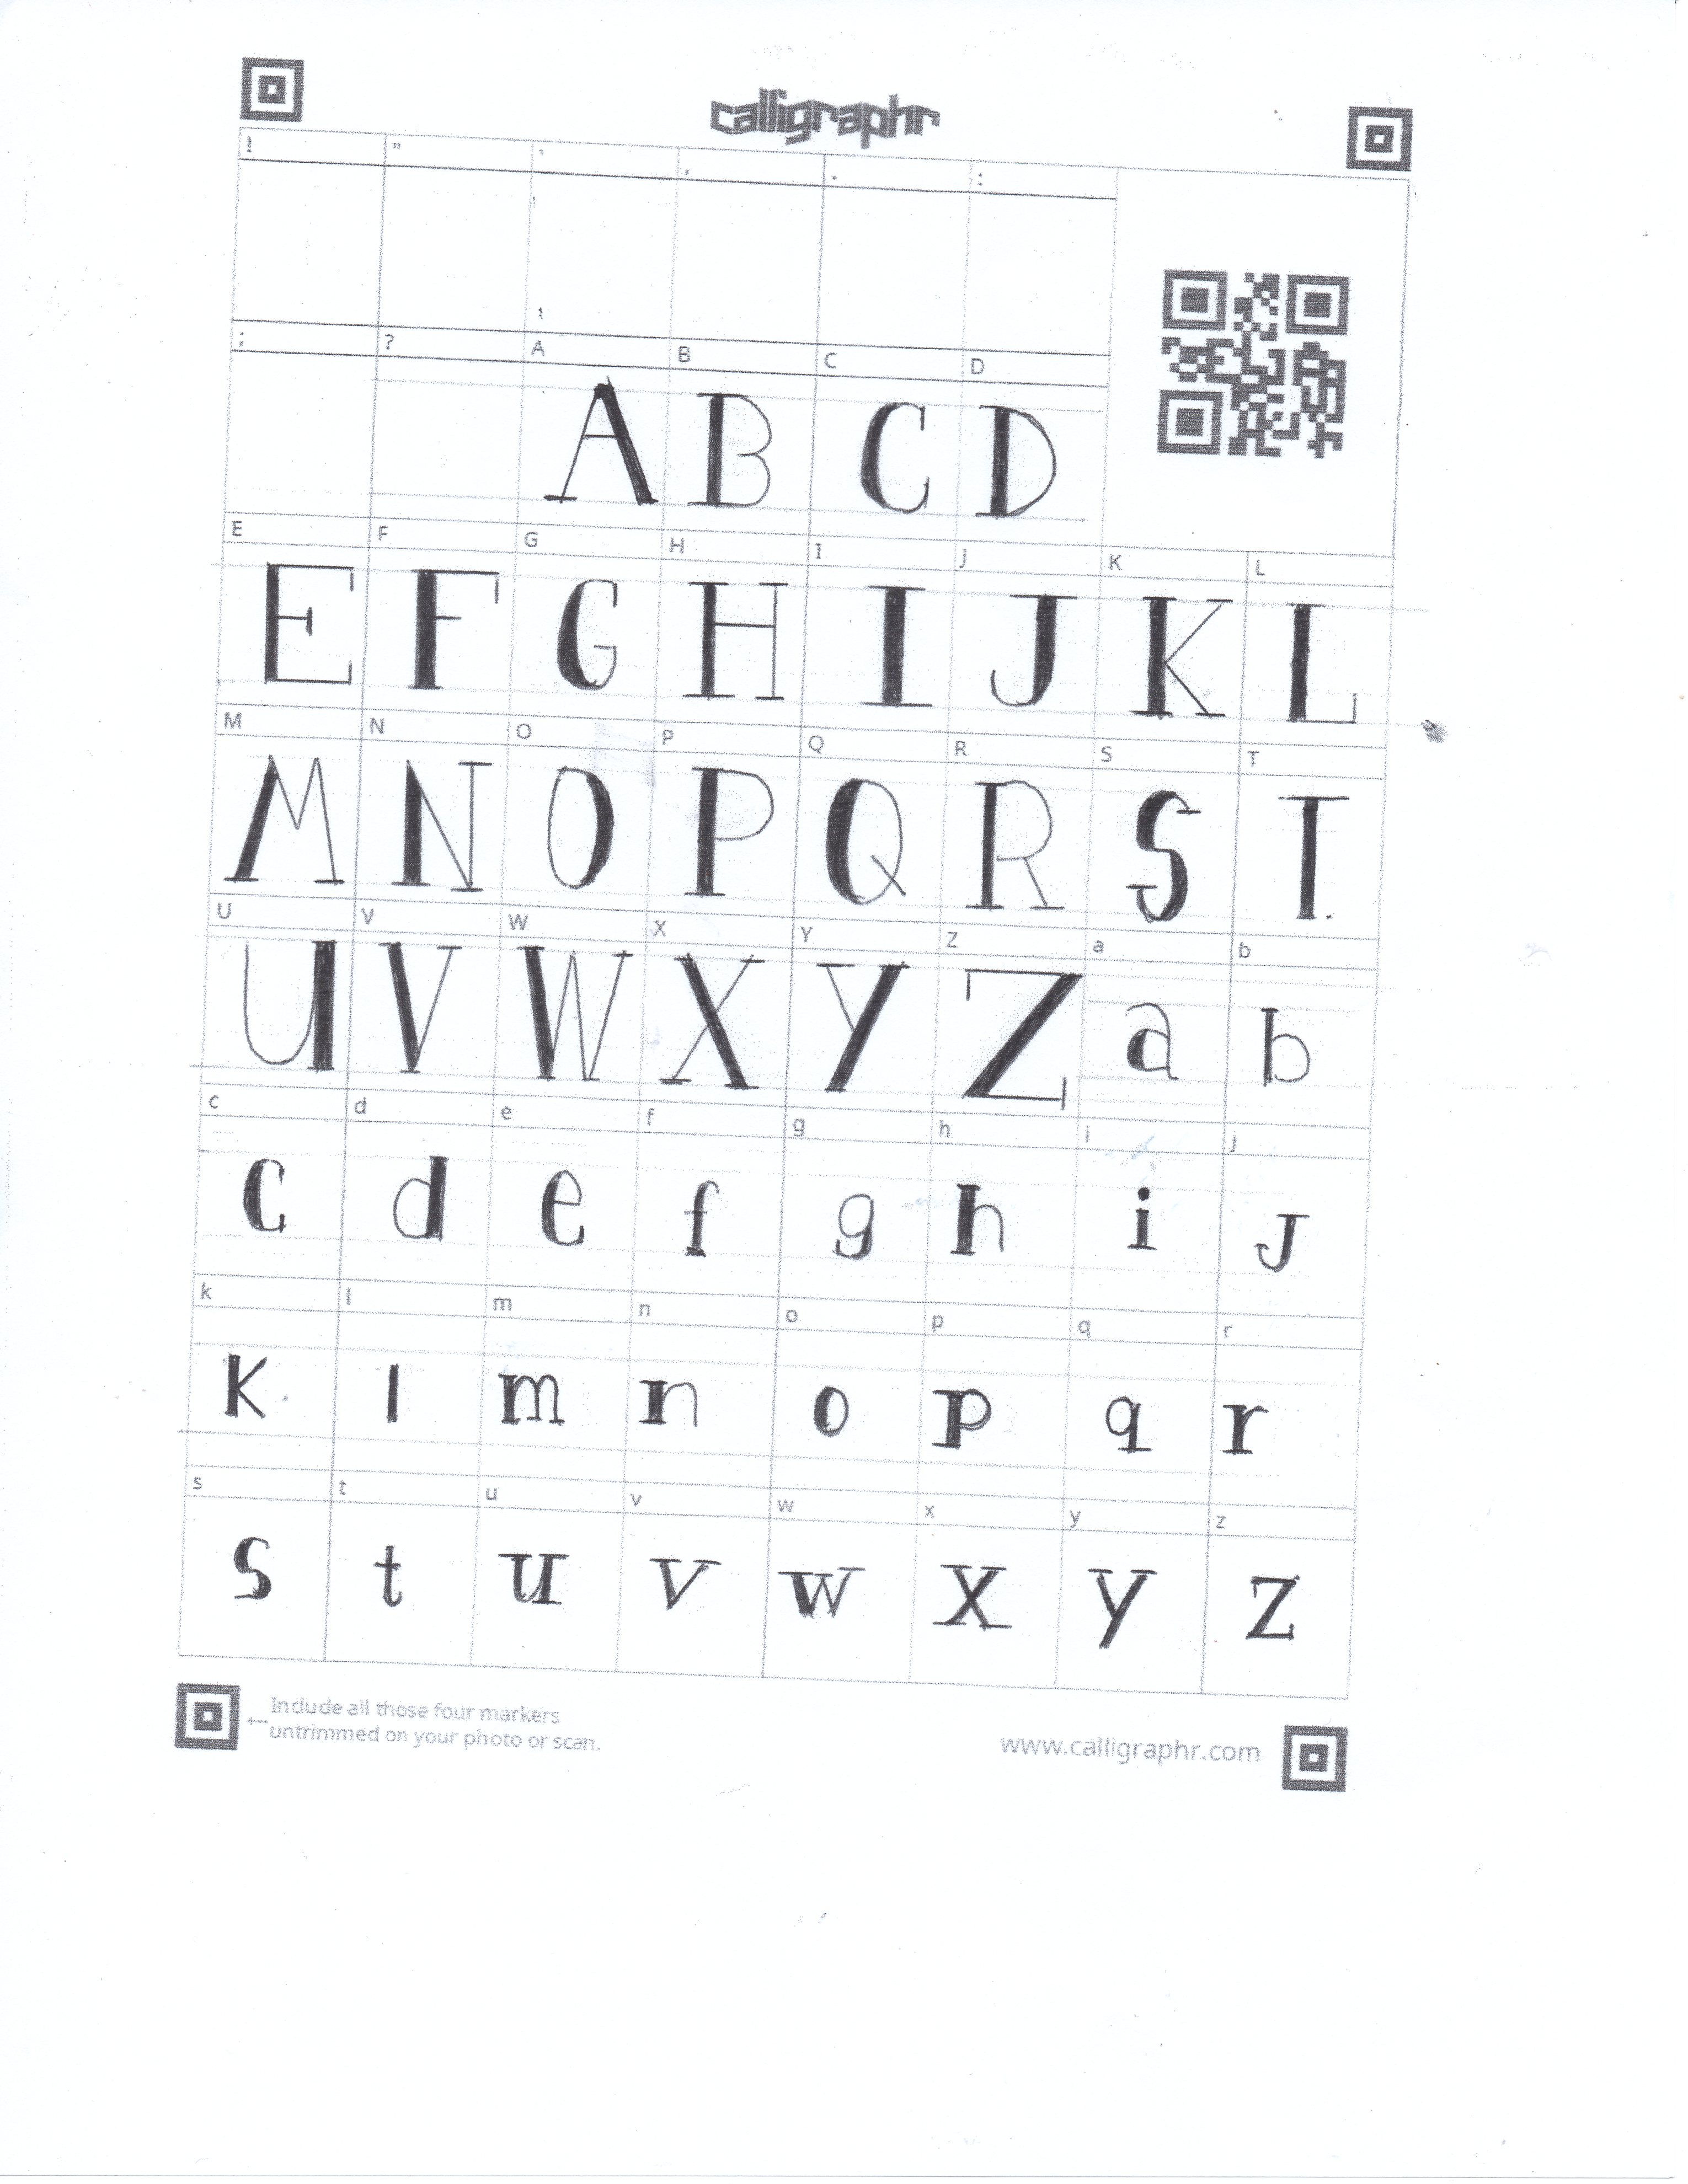 calligraphr
! " ' , . :
; ? A B C D
A B C D
E F G H I J K L
E F G H I J K L
M N O P Q R S T
M N O P Q R S T
U V W X Y Z a b
U V W X Y Z a b
c d e f g h i j
c d e f g h i j
k l m n o p q r
k l m n o p q r
s t u v w x y z
s t u v w x y z
←Include all those four markers
untrimmed on your photo or scan.
www.calligraphr.com